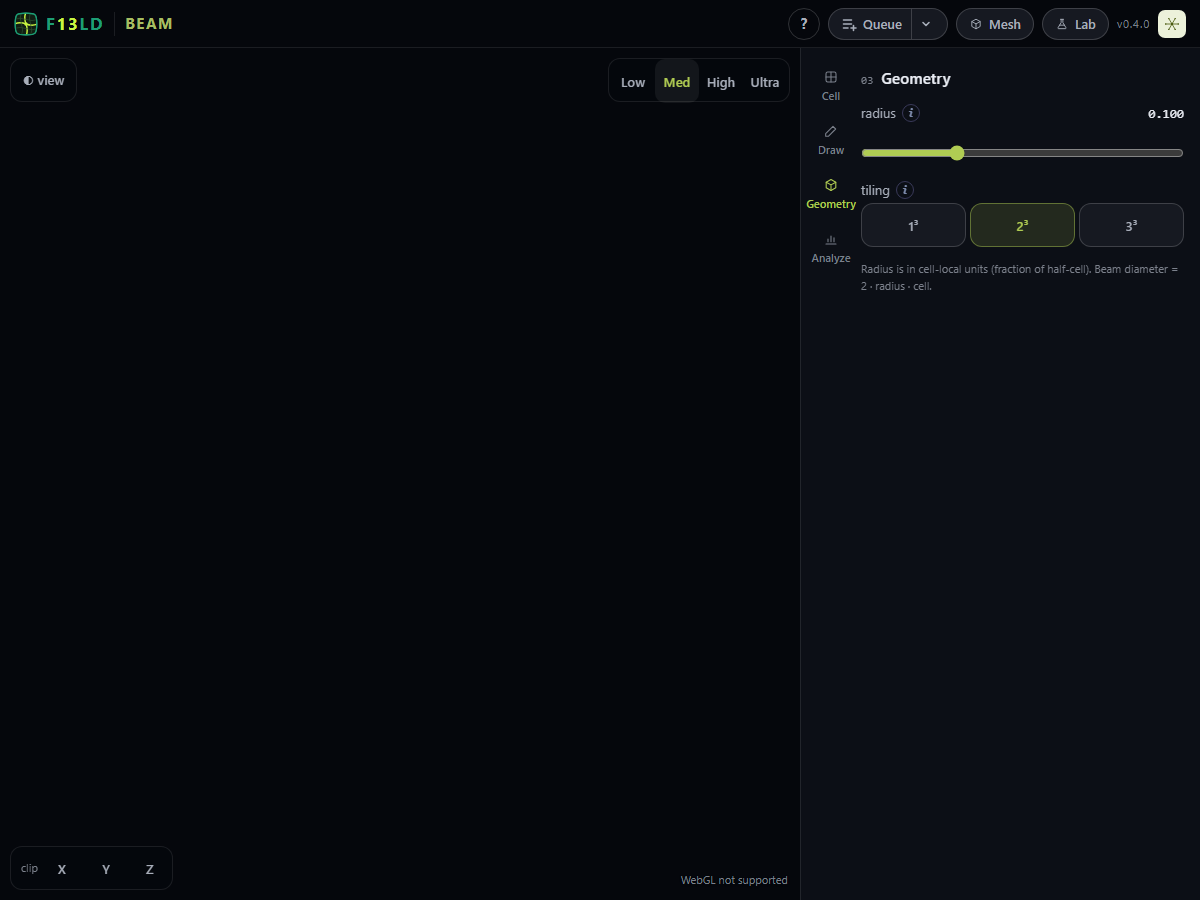 F13LD BEAM
? Queue Mesh Lab v0.4.0
view
Low Med High Ultra
Cell
Draw
Geometry
Analyze
03 Geometry
radius i 0.100
tiling i
1³ 2³ 3³
Radius is in cell-local units (fraction of half-cell). Beam diameter =
2 · radius · cell.
clip X Y Z
WebGL not supported